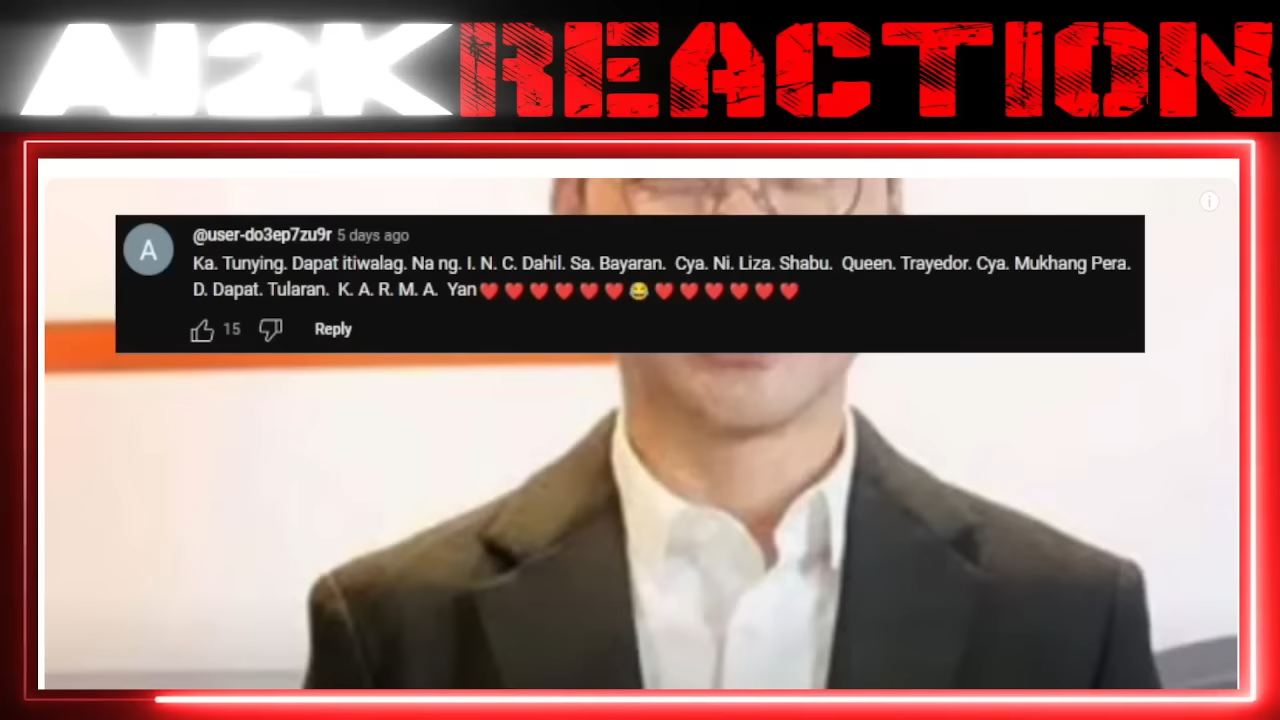 AI2K REACTION
A
@user-do3ep7zu9r 5 days ago
Ka. Tunying. Dapat itiwalag. Na ng. I. N. C. Dahil. Sa. Bayaran. Cya. Ni. Liza. Shabu. Queen. Trayedor. Cya. Mukhang Pera.
D. Dapat. Tularan. K. A. R. M. A. Yan❤️❤️❤️❤️❤️❤️😂❤️❤️❤️❤️❤️❤️
15 Reply